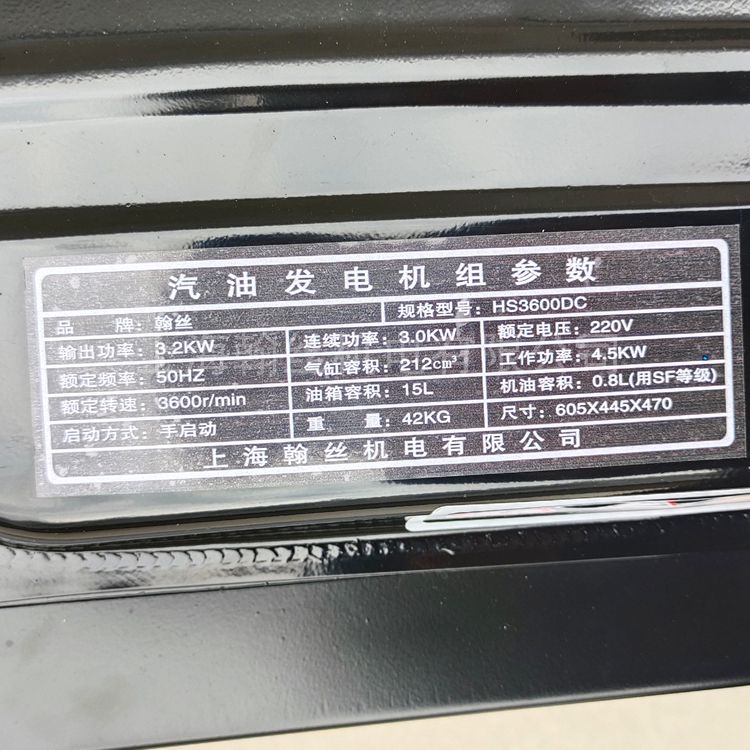 汽油发电机组参数
品 牌：翰丝 规格型号：HS3600DC
输出功率：3.2KW 连续功率：3.0KW 额定电压：220V
额定频率：50HZ 气缸容积：212cm³ 工作功率：4.5KW
额定转速：3600r/min 油箱容积：15L 机油容积：0.8L(用SF等级)
启动方式：手启动 重 量：42KG 尺寸：605X445X470
上海翰丝机电有限公司